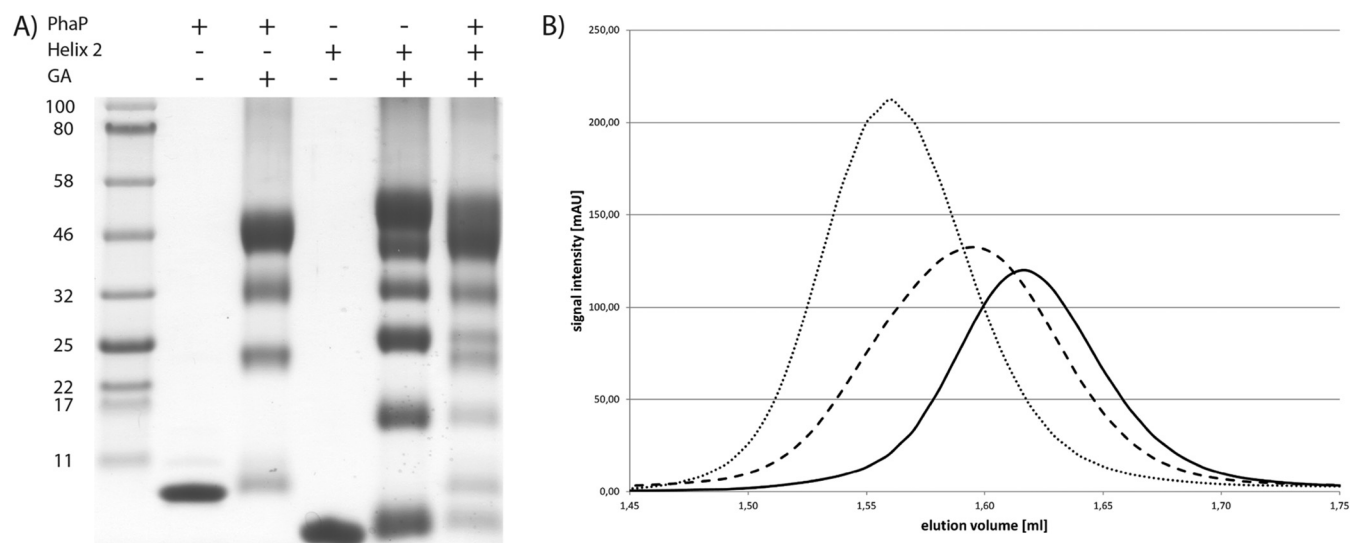 A) PhaP + + - - +
Helix 2 - - + + +
GA - + - + +
100
80
58
46
32
25
22
17
11
B)
250,00
200,00
150,00
100,00
50,00
0,00
signal intensity [mAU]
1,45 1,50 1,55 1,60 1,65 1,70 1,75
elution volume [ml]